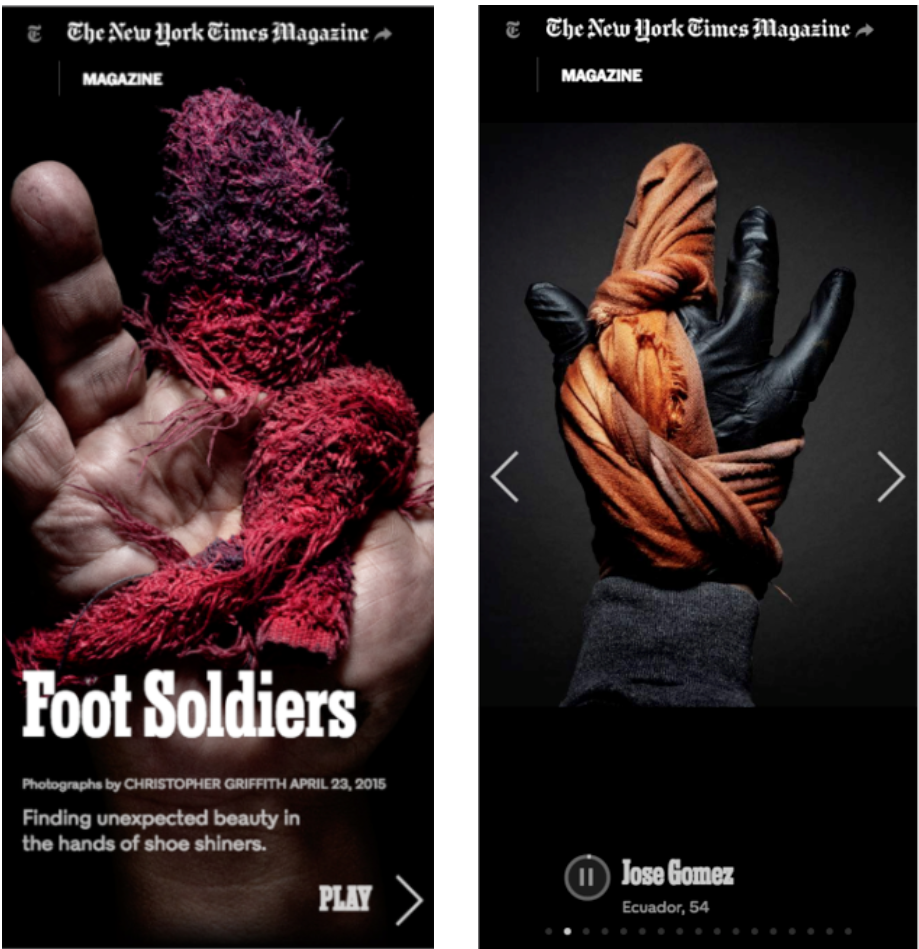 The New York Times Magazine
MAGAZINE
Foot Soldiers
Photographs by CHRISTOPHER GRIFFITH APRIL 23, 2015
Finding unexpected beauty in
the hands of shoe shiners.
PLAY
The New York Times Magazine
MAGAZINE
Jose Gomez
Ecuador, 54